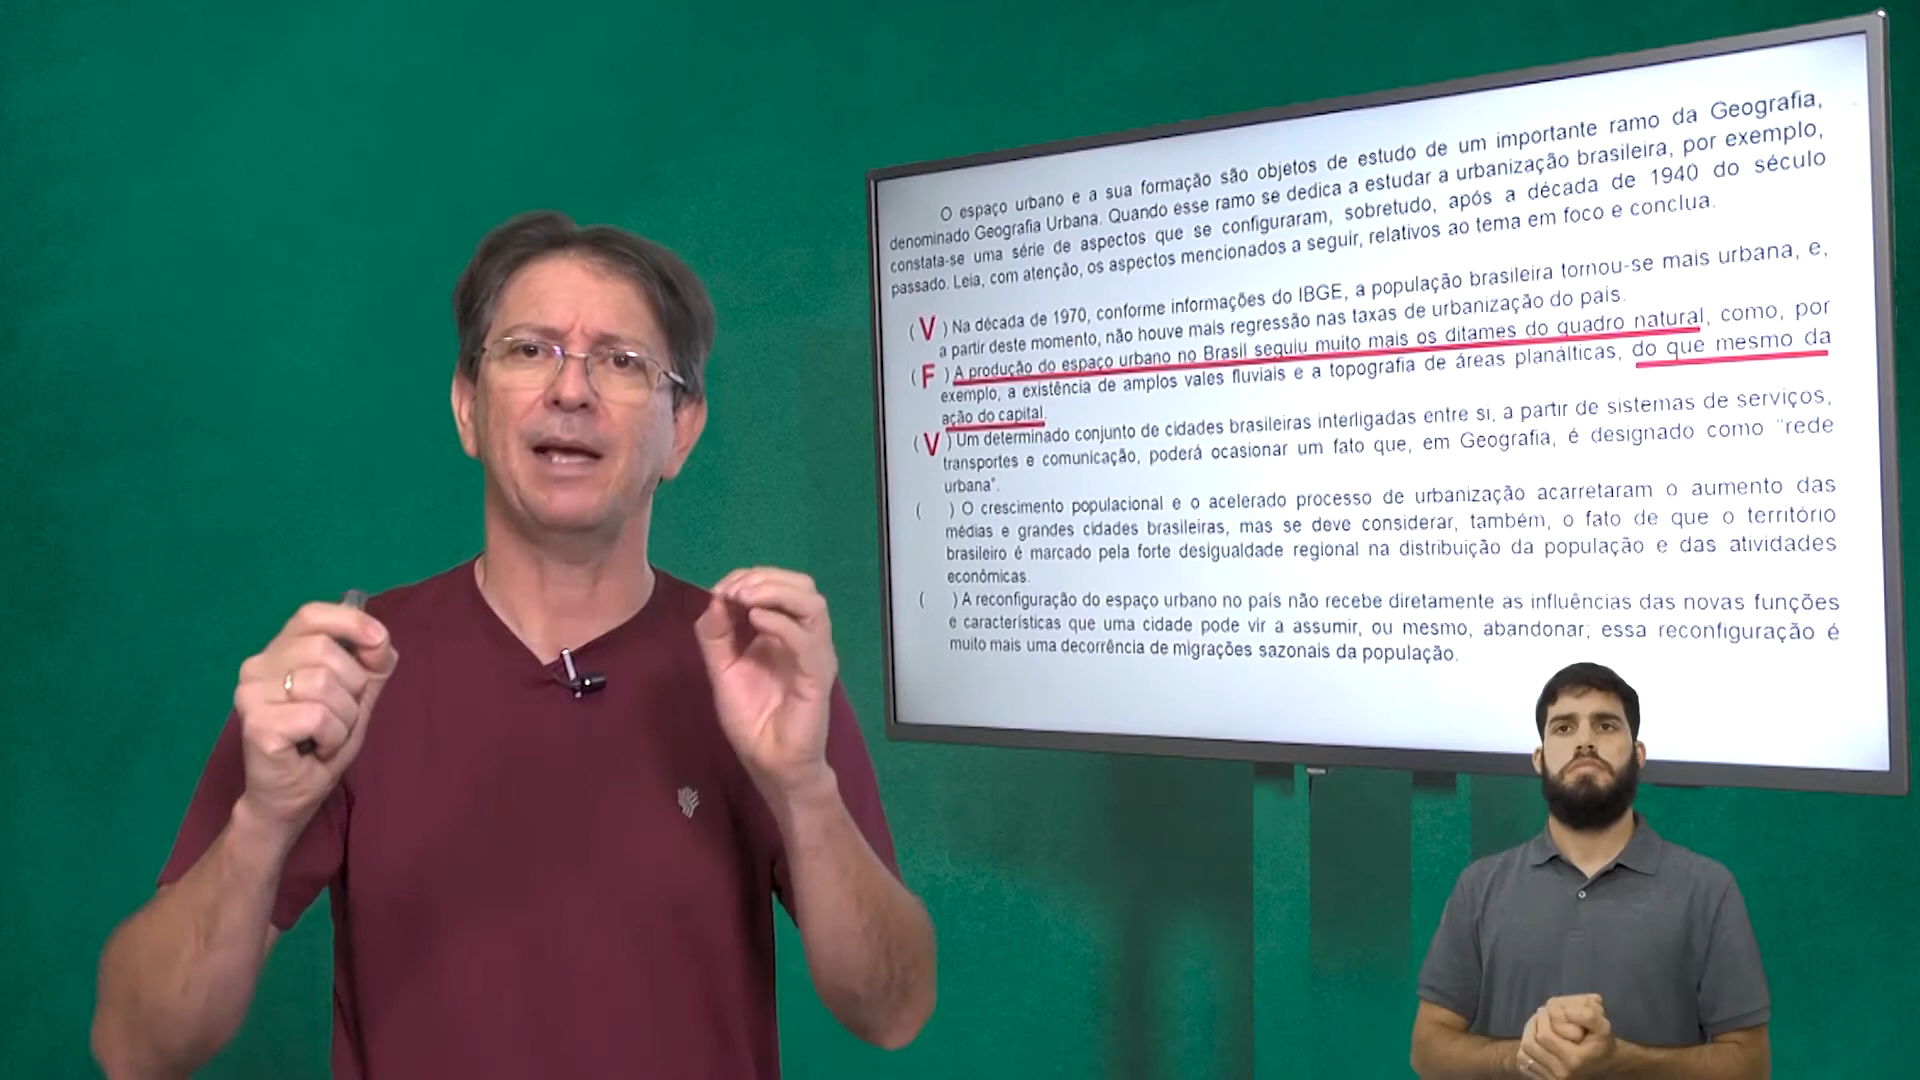 O espaço urbano e a sua formação são objetos de estudo de um importante ramo da Geografia,
denominado Geografia Urbana. Quando esse ramo se dedica a estudar a urbanização brasileira, por exemplo,
constata-se uma série de aspectos que se configuraram, sobretudo, após a década de 1940 do século
passado. Leia, com atenção, os aspectos mencionados a seguir, relativos ao tema em foco e conclua.
( V ) Na década de 1970, conforme informações do IBGE, a população brasileira tornou-se mais urbana, e,
a partir deste momento, não houve mais regressão nas taxas de urbanização do país.
( F ) A produção do espaço urbano no Brasil seguiu muito mais os ditames do quadro natural, como, por
exemplo, a existência de amplos vales fluviais e a topografia de áreas planálticas, do que mesmo da
ação do capital.
( V ) Um determinado conjunto de cidades brasileiras interligadas entre si, a partir de sistemas de serviços,
transportes e comunicação, poderá ocasionar um fato que, em Geografia, é designado como "rede
urbana".
( ) O crescimento populacional e o acelerado processo de urbanização acarretaram o aumento das
médias e grandes cidades brasileiras, mas se deve considerar, também, o fato de que o território
brasileiro é marcado pela forte desigualdade regional na distribuição da população e das atividades
econômicas.
( ) A reconfiguração do espaço urbano no país não recebe diretamente as influências das novas funções
e características que uma cidade pode vir a assumir, ou mesmo, abandonar; essa reconfiguração é
muito mais uma decorrência de migrações sazonais da população.